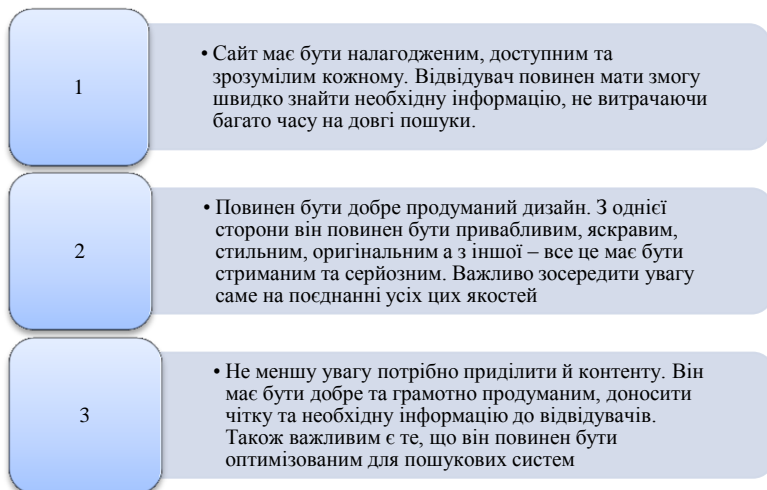 1
• Сайт має бути налагодженим, доступним та
зрозумілим кожному. Відвідувач повинен мати змогу
швидко знайти необхідну інформацію, не витрачаючи
багато часу на довгі пошуки.
2
• Повинен бути добре продуманий дизайн. З однієї
сторони він повинен бути привабливим, яскравим,
стильним, оригінальним а з іншої – все це має бути
стриманим та серйозним. Важливо зосередити увагу
саме на поєднанні усіх цих якостей
3
• Не меншу увагу потрібно приділити й контенту. Він
має бути добре та грамотно продуманим, доносити
чітку та необхідну інформацію до відвідувачів.
Також важливим є те, що він повинен бути
оптимізованим для пошукових систем